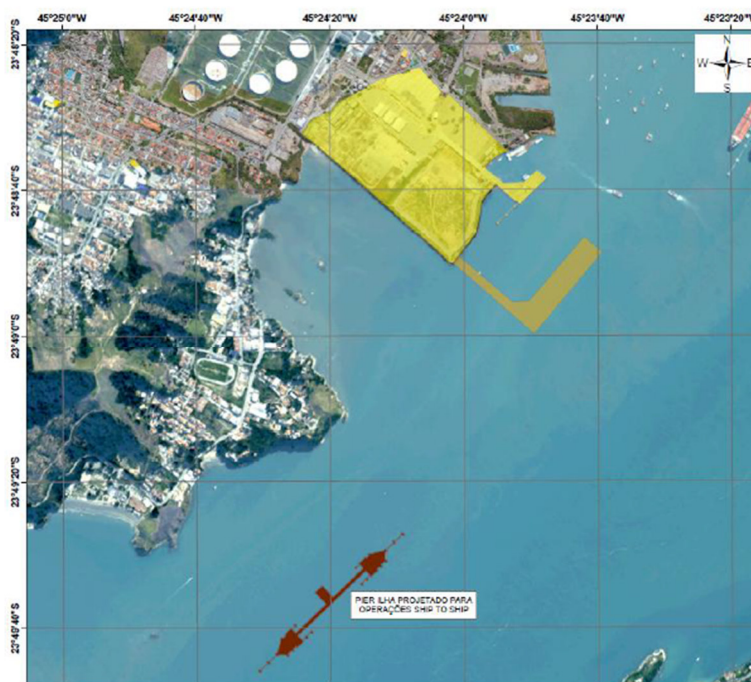 45°25'0"W 45°24'40"W 45°24'20"W 45°24'0"W 45°23'40"W 45°23'20"W
23°48'20"S
N
W E
S
23°48'40"S
23°49'0"S
23°49'20"S
PIER ILHA PROJETADO PARA
OPERAÇÕES SHIP TO SHIP
23°49'40"S